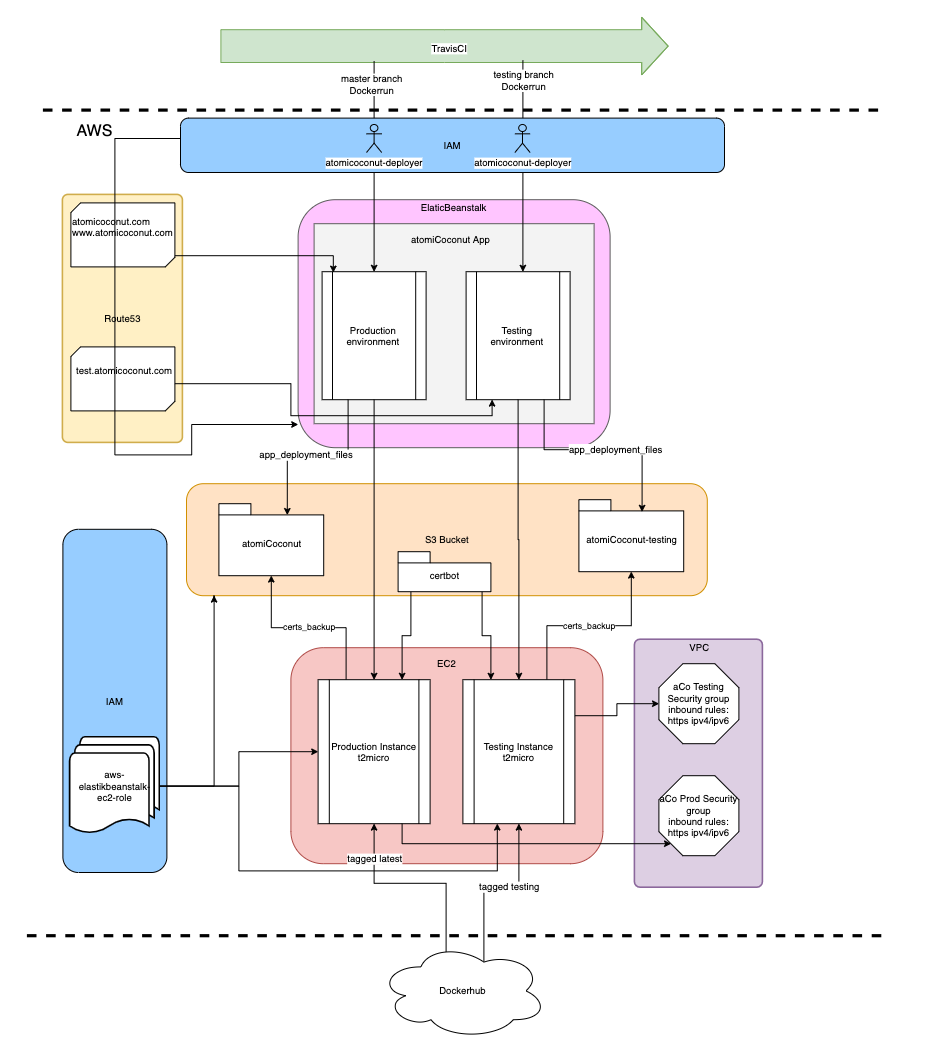 TravisCI
master branch
Dockerrun
testing branch
Dockerrun
AWS
IAM
atomicoconut-deployer
atomicoconut-deployer
ElaticBeanstalk
atomiCoconut App
atomicoconut.com
www.atomicoconut.com
Route53
test.atomicoconut.com
Production
environment
Testing
environment
app_deployment_files
app_deployment_files
S3 Bucket
atomiCoconut
certbot
atomiCoconut-testing
certs_backup
certs_backup
IAM
aws-
elastikbeanstalk-
ec2-role
EC2
Production Instance
t2micro
Testing Instance
t2micro
VPC
aCo Testing
Security group
inbound rules:
https ipv4/ipv6
aCo Prod Security
group
inbound rules:
https ipv4/ipv6
tagged latest
tagged testing
Dockerhub